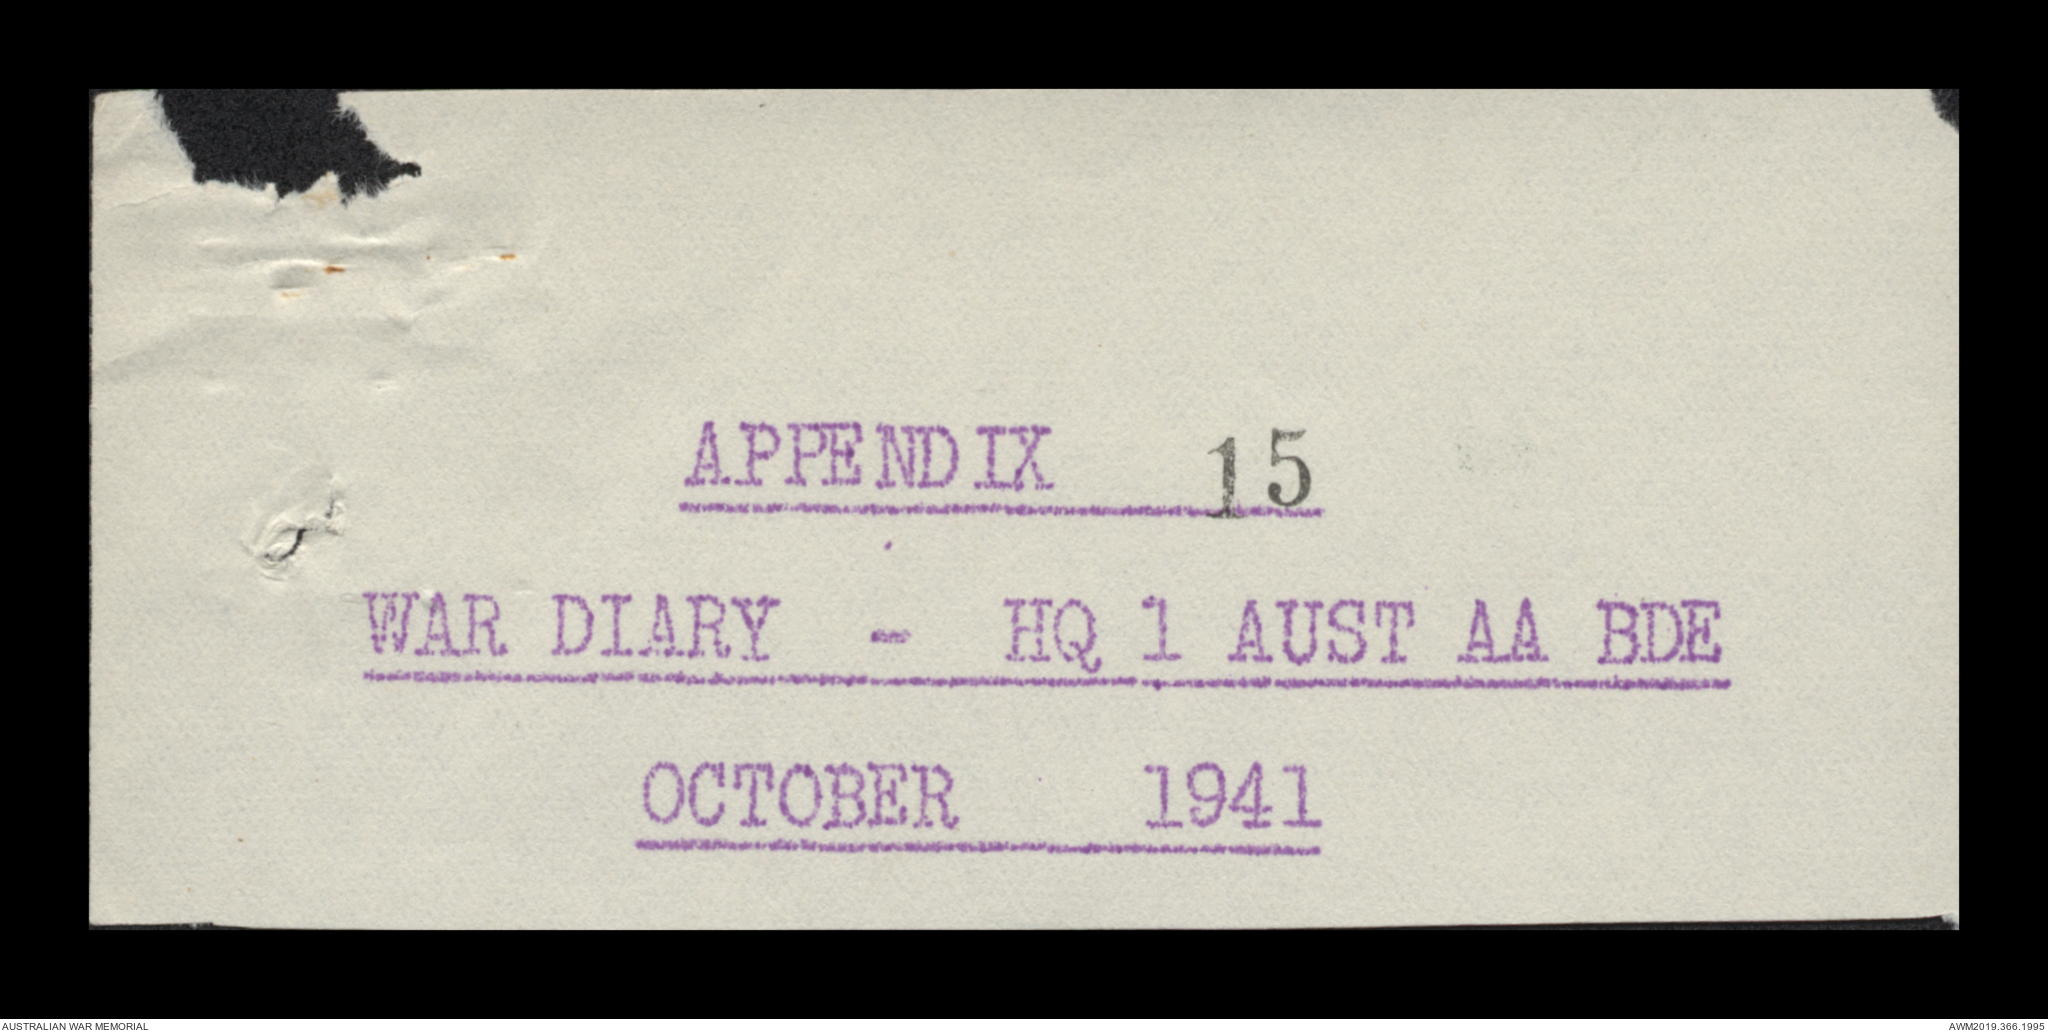 APPENDIX 15
WAR DIARY - HQ 1 AUST AA BDE
OCTOBER 1941
AUSTRALIAN WAR MEMORIAL
AWM2019.366.1995